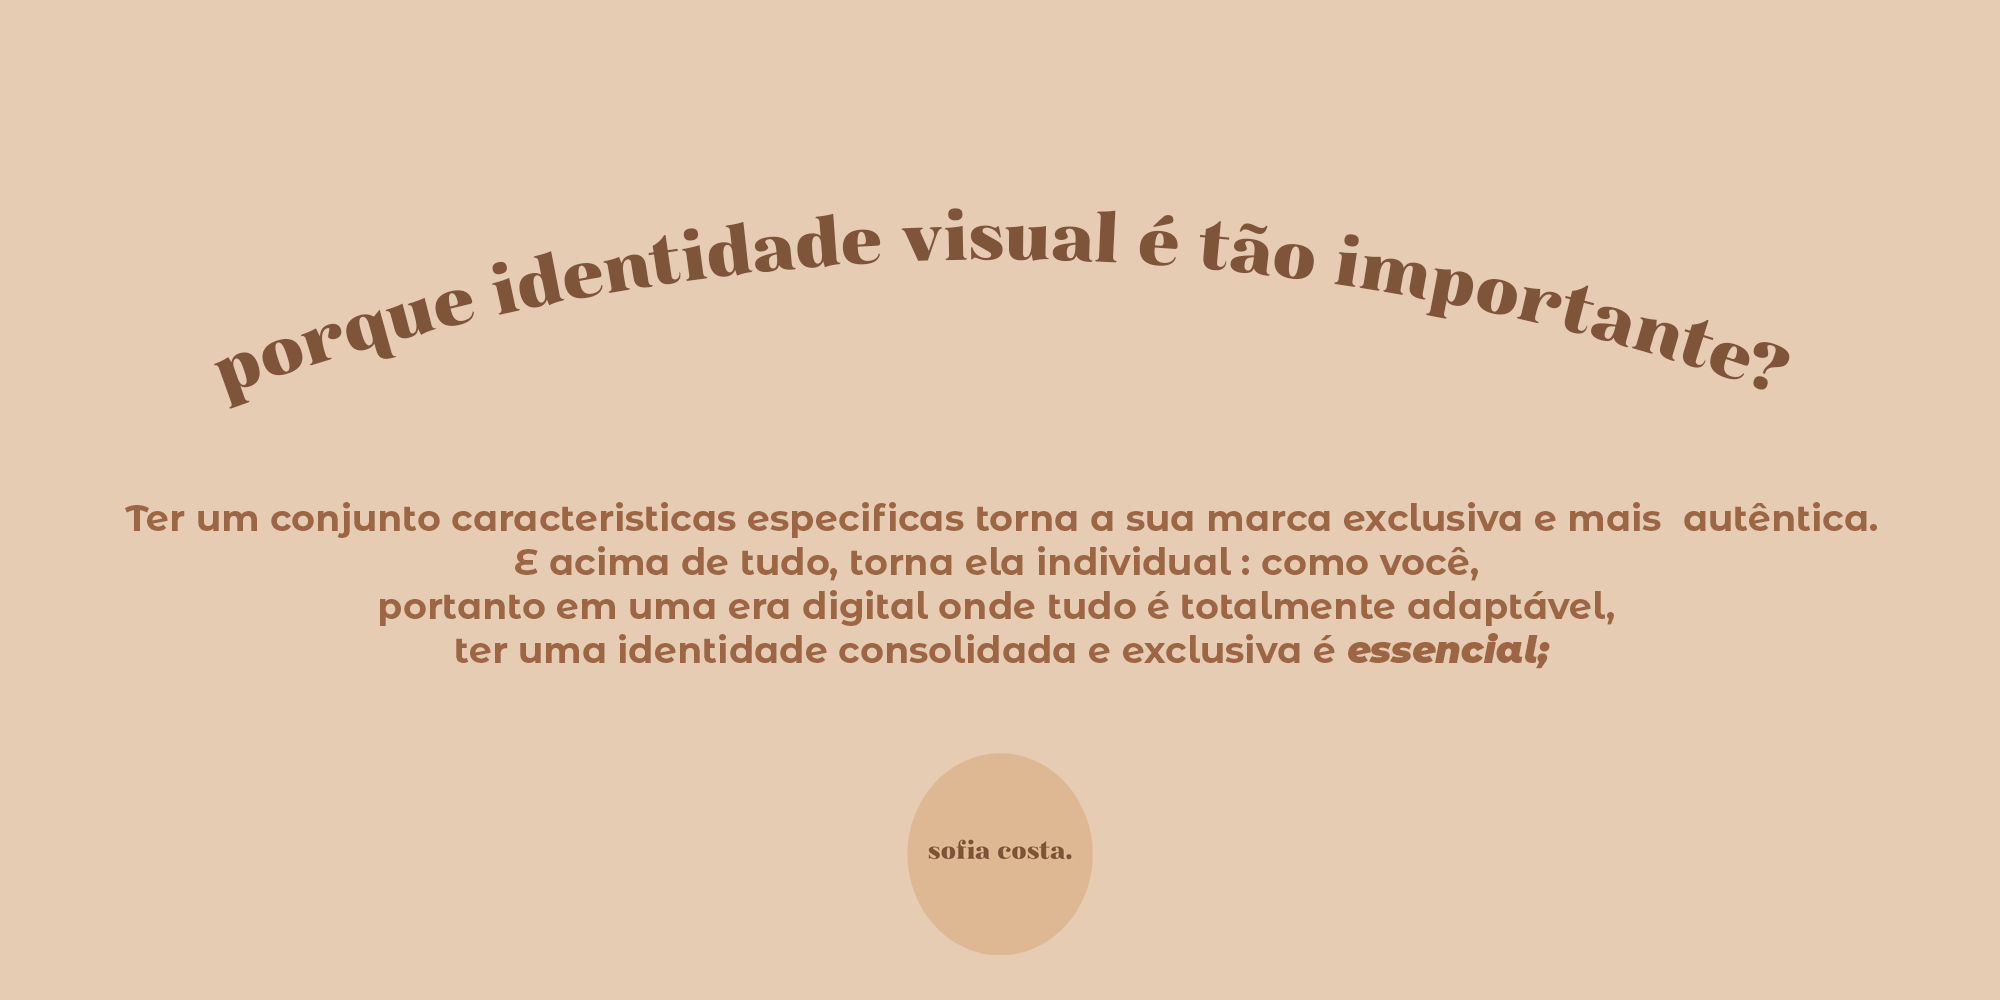 porque identidade visual é tão importante?
Ter um conjunto caracteristicas especificas torna a sua marca exclusiva e mais  autêntica.
E acima de tudo, torna ela individual : como você,
portanto em uma era digital onde tudo é totalmente adaptável,
ter uma identidade consolidada e exclusiva é essencial;
sofia costa.